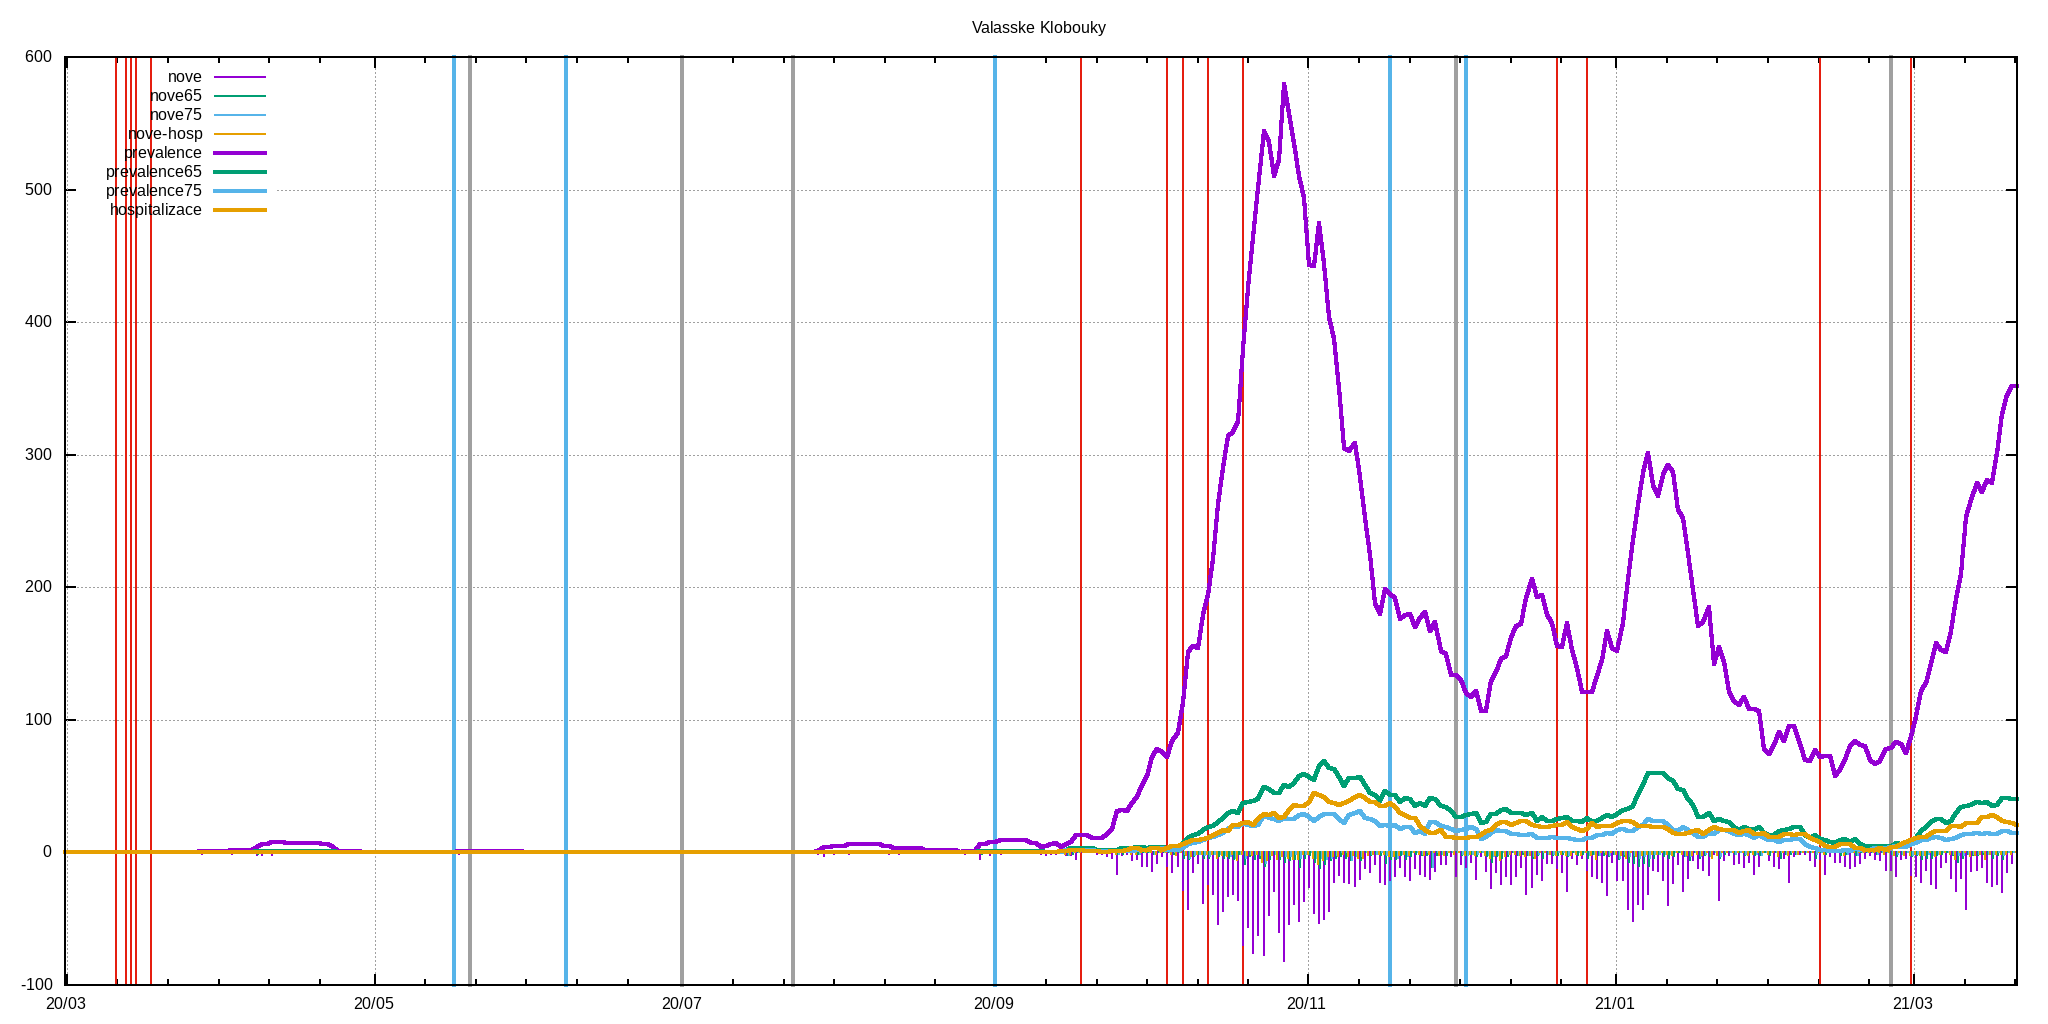 Valasske Klobouky
600
500
400
300
200
100
0
-100
nove
nove65
nove75
nove-hosp
prevalence
prevalence65
prevalence75
hospitalizace
20/03 20/05 20/07 20/09 20/11 21/01 21/03